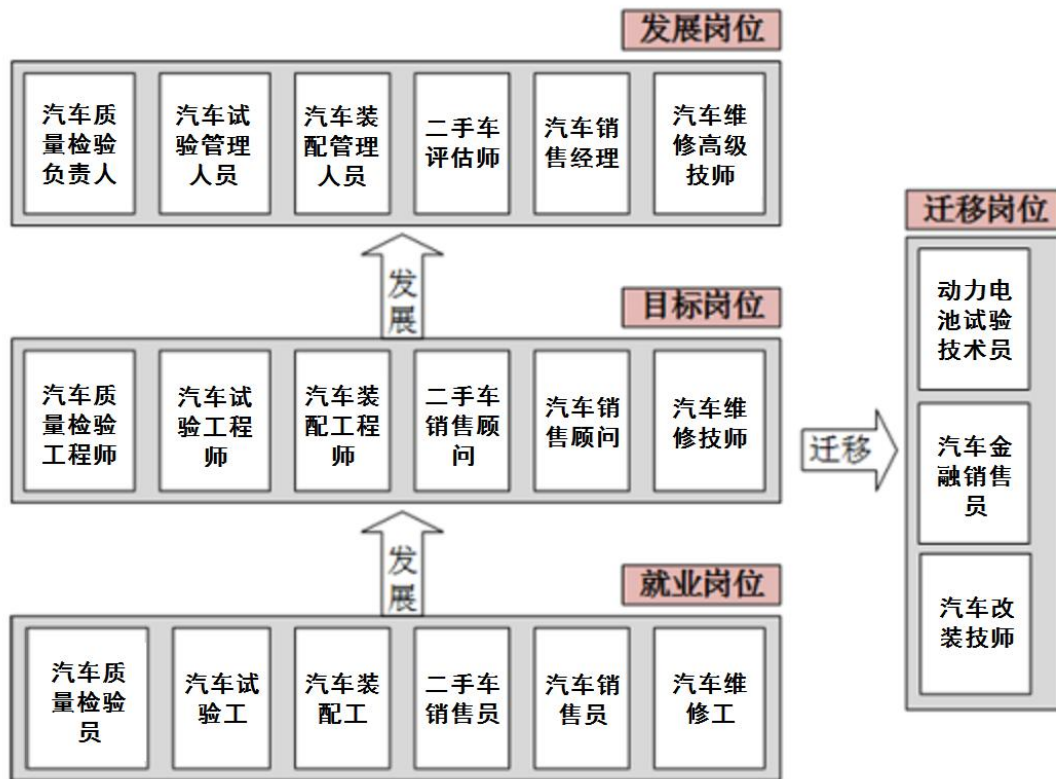 发展岗位
汽车质
量检验
负责人
汽车试
验管理
人员
汽车装
配管理
人员
二手车
评估师
汽车销
售经理
汽车维
修高级
技师
发
展
目标岗位
汽车质
量检验
工程师
汽车试
验工程
师
汽车装
配工程
师
二手车
销售顾
问
汽车销
售顾问
汽车维
修技师
发
展
就业岗位
汽车质
量检验
员
汽车试
验工
汽车装
配工
二手车
销售员
汽车销
售员
汽车维
修工
迁移
迁移岗位
动力电
池试验
技术员
汽车金
融销售
员
汽车改
装技师